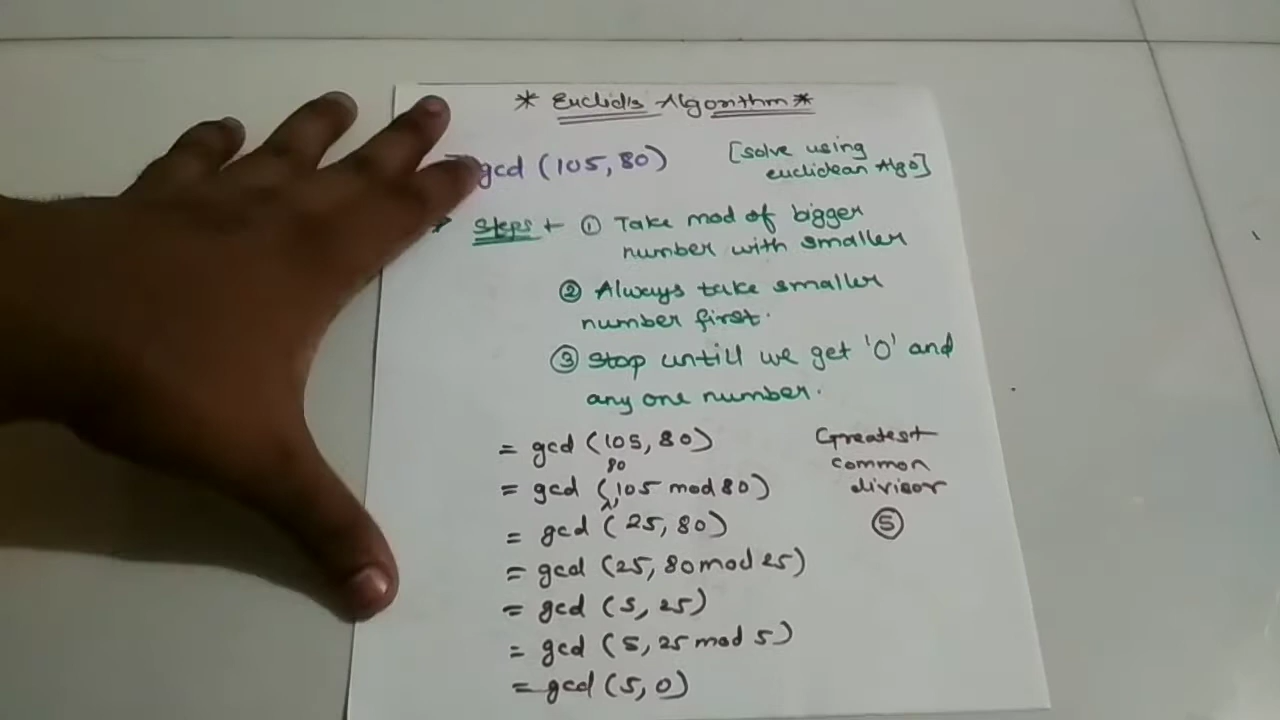 * Euclid's Algorithm *
gcd (105, 80) [solve using
euclidean Algo]
Steps + ① Take mod of bigger
number with smaller
② Always take smaller
number first.
③ Stop untill we get '0' and
any one number.
= gcd (105, 80)
80
= gcd (, 105 mod 80)
= gcd (25, 80)
= gcd (25, 80 mod 25)
= gcd (5, 25)
= gcd (5, 25 mod 5)
= gcd (5, 0)
Greatest
common
divisor
⑤